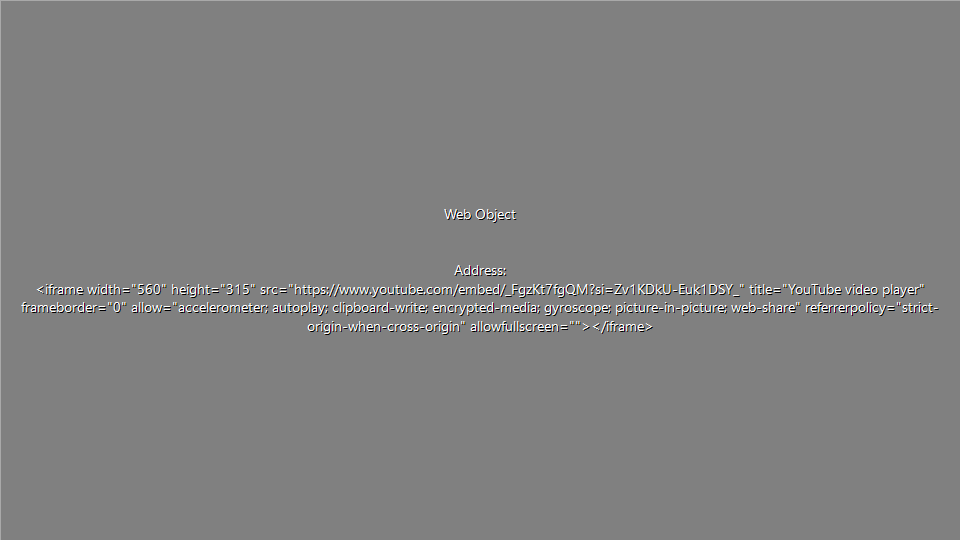 Web Object
Address:
<iframe width="560" height="315" src="https://www.youtube.com/embed/_FgzKt7fgQM?si=Zv1KDkU-Euk1DSY_" title="YouTube video player"
frameborder="0" allow="accelerometer; autoplay; clipboard-write; encrypted-media; gyroscope; picture-in-picture; web-share" referrerpolicy="strict-
origin-when-cross-origin" allowfullscreen=""></iframe>